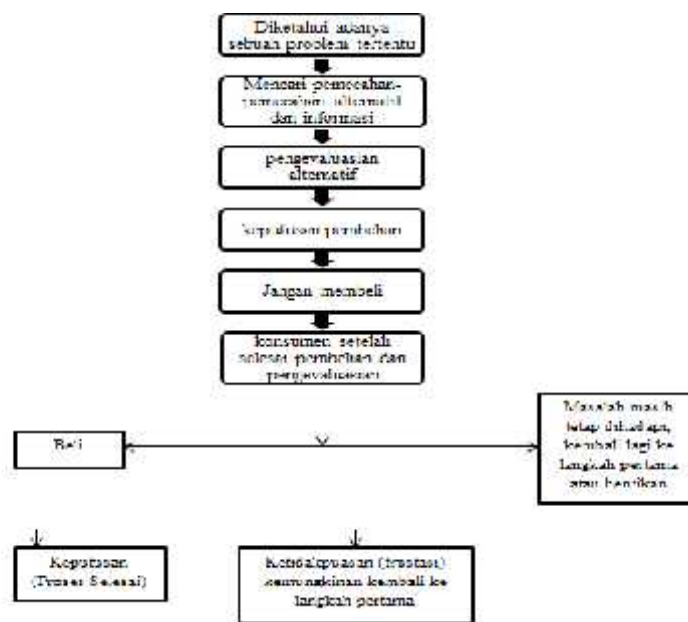 Diketahui adanya
sebuah problem tertentu
Mencari pemecahan-
pemecahan alternatif
dan informasi
pengevaluasian
alternatif
keputusan pembelian
Jangan membeli
konsumen setelah
selesai pembelian dan
pengevaluasian
Masalah masih
tetap dihadapi,
kembali lagi ke
langkah pertama
atau hentikan
Beli
Keputusan
(Proses Selesai)
Ketidakpuasan (frustasi)
kemungkinan kembali ke
langkah pertama